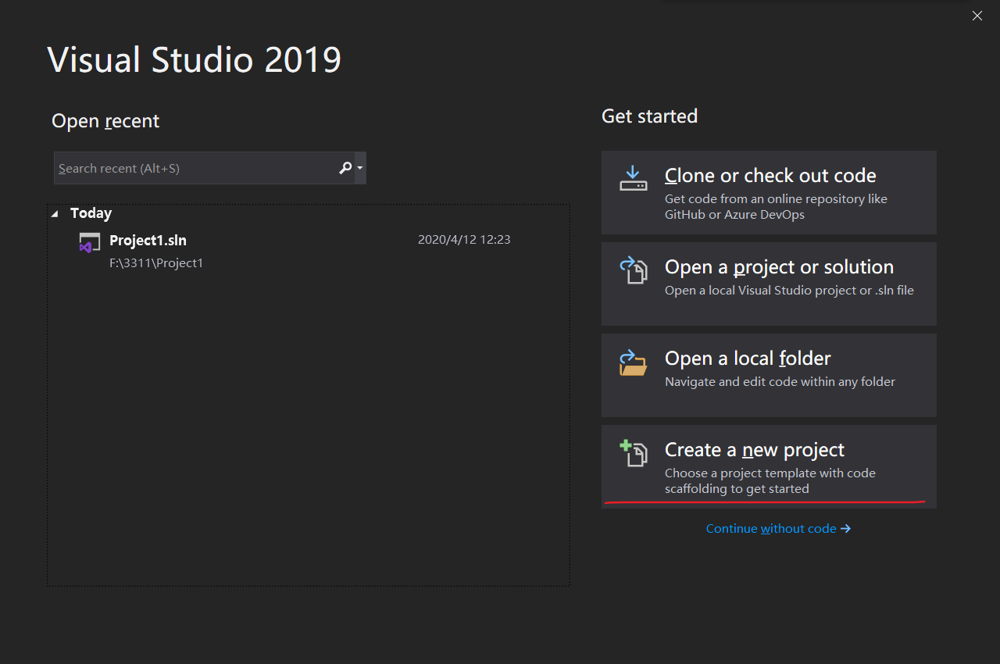 Visual Studio 2019
Open recent
Search recent (Alt+S)
Today
Project1.sln 2020/4/12 12:23
F:\3311\Project1
Get started
Clone or check out code
Get code from an online repository like
GitHub or Azure DevOps
Open a project or solution
Open a local Visual Studio project or .sln file
Open a local folder
Navigate and edit code within any folder
Create a new project
Choose a project template with code
scaffolding to get started
Continue without code →